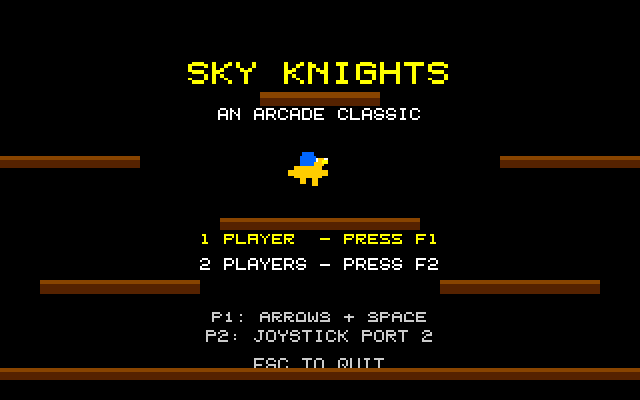 SKY KNIGHTS
AN ARCADE CLASSIC
1 PLAYER - PRESS F1
2 PLAYERS - PRESS F2
P1: ARROWS + SPACE
P2: JOYSTICK PORT 2
ESC TO QUIT